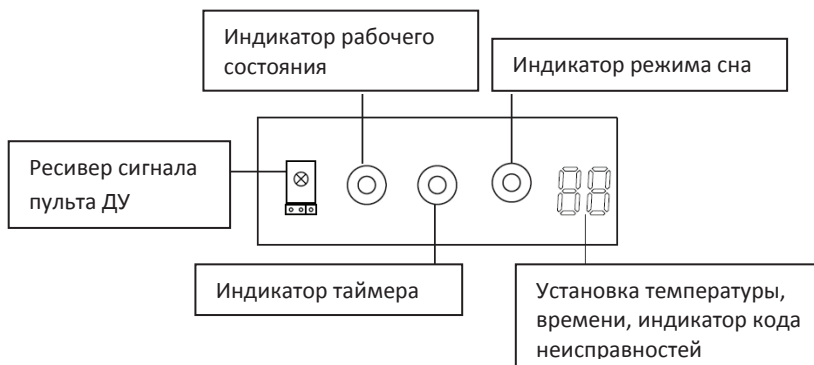 Индикатор рабочего
состояния
Индикатор режима сна
Ресивер сигнала
пульта ДУ
Индикатор таймера
Установка температуры,
времени, индикатор кода
неисправностей